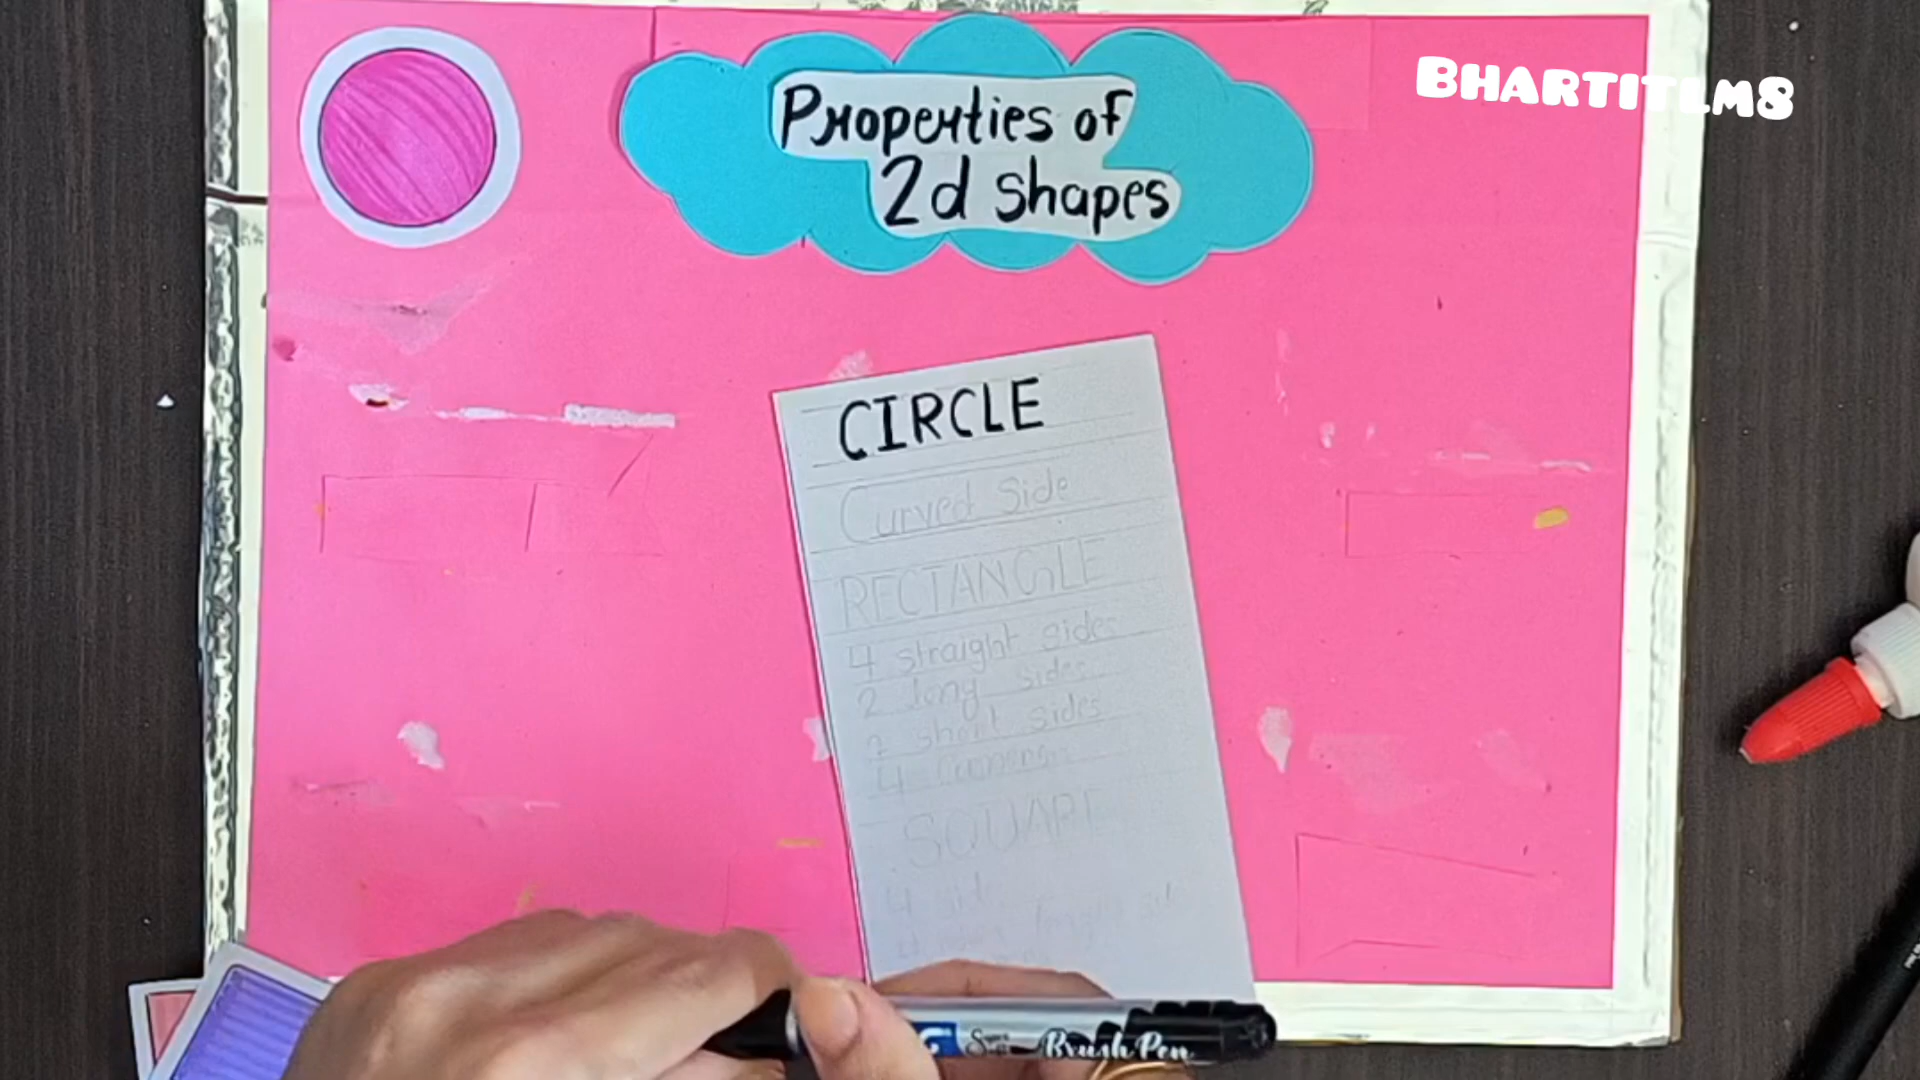 Properties of
2d shapes
BHARTITLM8
CIRCLE
Curved Side
RECTANGLE
4 straight sides
2 long sides
2 short sides
4 corners
SQUARE
4
Brush Pen